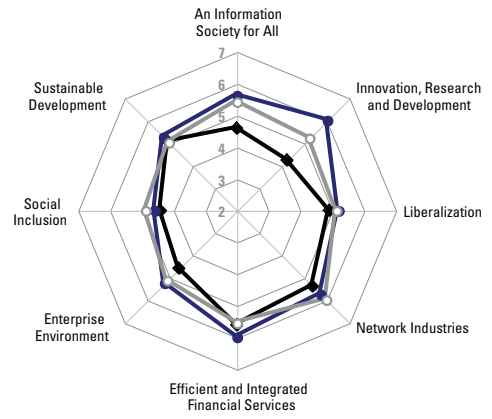 An Information
Society for All
7
6
5
4
3
2
Innovation, Research
and Development
Liberalization
Network Industries
Efficient and Integrated
Financial Services
Enterprise
Environment
Social
Inclusion
Sustainable
Development